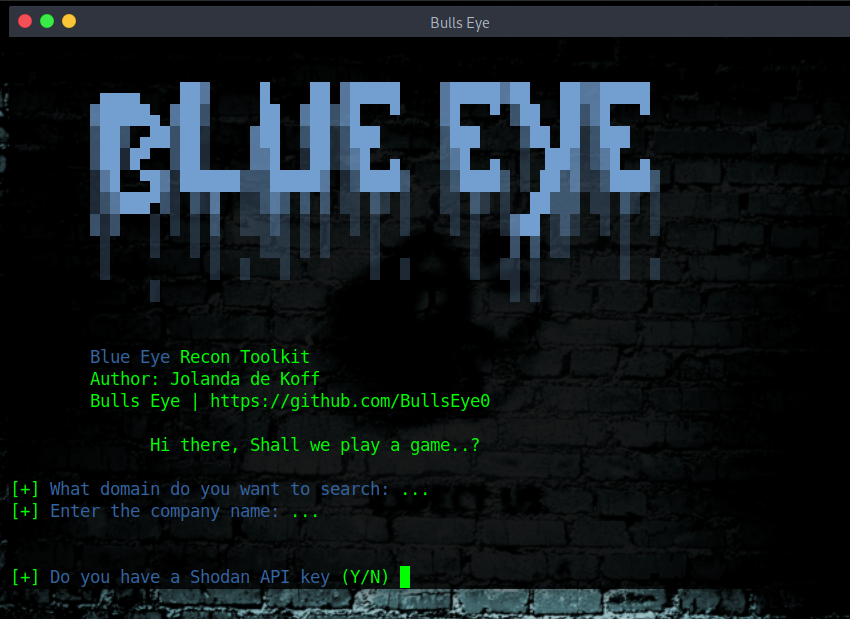 Bulls Eye
BLUE EYE
Blue Eye Recon Toolkit
Author: Jolanda de Koff
Bulls Eye | https://github.com/BullsEye0
Hi there, Shall we play a game..?
[+] What domain do you want to search: ...
[+] Enter the company name: ...
[+] Do you have a Shodan API key (Y/N)